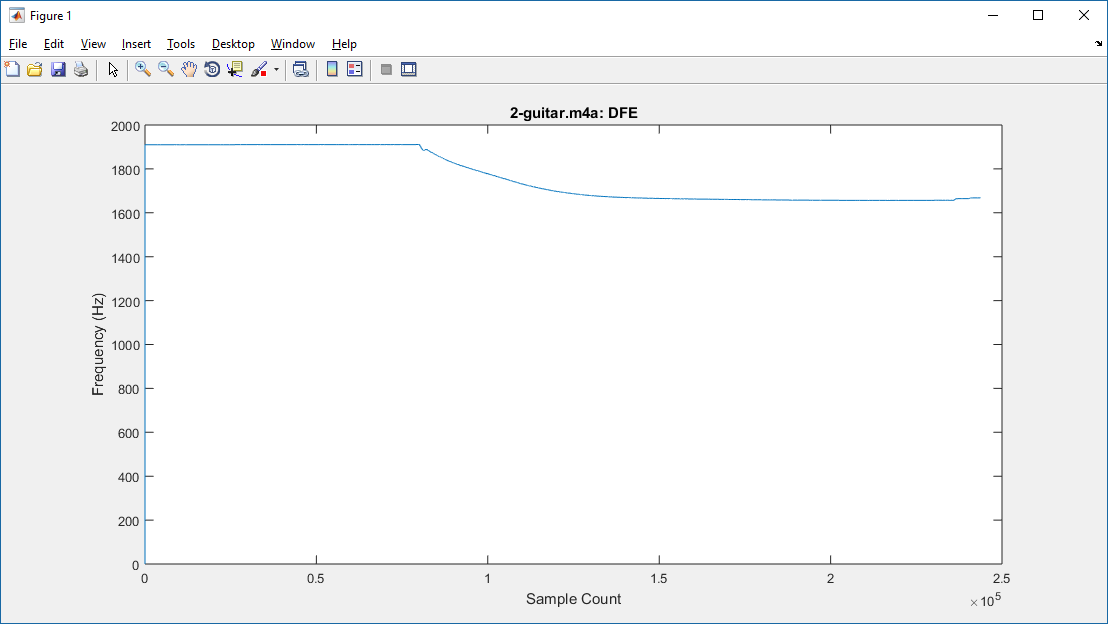 Figure 1
File Edit View Insert Tools Desktop Window Help
2-guitar.m4a: DFE
2000
1800
1600
1400
1200
1000
800
600
400
200
0
Frequency (Hz)
0 0.5 1 1.5 2 2.5
Sample Count
×10^5